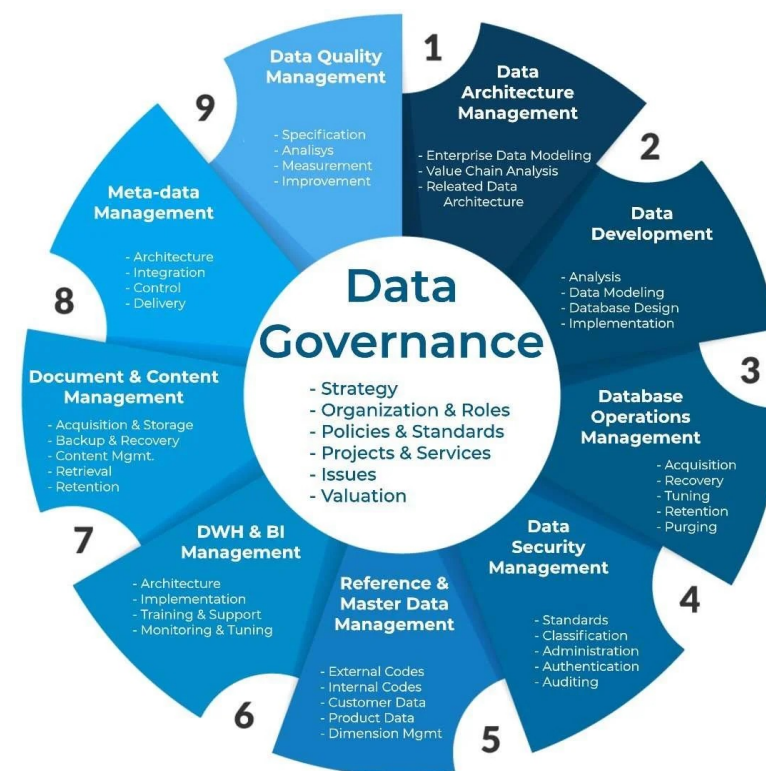 Data
Governance
- Strategy
- Organization & Roles
- Policies & Standards
- Projects & Services
- Issues
- Valuation
1
Data
Architecture
Management
- Enterprise Data Modeling
- Value Chain Analysis
- Releated Data
Architecture
2
Data
Development
- Analysis
- Data Modeling
- Database Design
- Implementation
3
Database
Operations
Management
- Acquisition
- Recovery
- Tuning
- Retention
- Purging
4
Data
Security
Management
- Standards
- Classification
- Administration
- Authentication
- Auditing
5
Reference &
Master Data
Management
- External Codes
- Internal Codes
- Customer Data
- Product Data
- Dimension Mgmt
6
DWH & BI
Management
- Architecture
- Implementation
- Training & Support
- Monitoring & Tuning
7
Document & Content
Management
- Acquisition & Storage
- Backup & Recovery
- Content Mgmt.
- Retrieval
- Retention
8
Meta-data
Management
- Architecture
- Integration
- Control
- Delivery
9
Data Quality
Management
- Specification
- Analisys
- Measurement
- Improvement